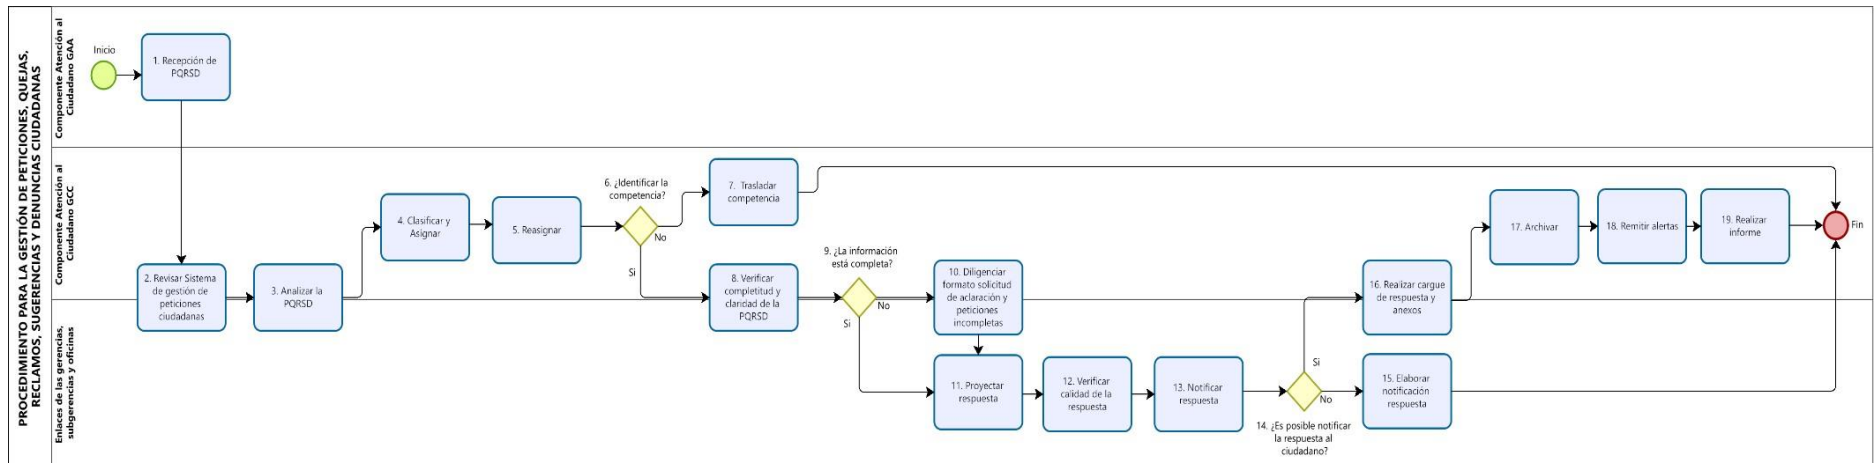 PROCEDIMIENTO PARA LA GESTIÓN DE PETICIONES, QUEJAS,
RECLAMOS, SUGERENCIAS Y DENUNCIAS CIUDADANAS
Componente Atención al
Ciudadano GAA
Inicio
1. Recepción de
PQRSD
Componente Atención al
Ciudadano GCC
2. Revisar Sistema
de gestión de
peticiones
ciudadanas
3. Analizar la
PQRSD
4. Clasificar y
Asignar
5. Reasignar
6. ¿Identificar la
competencia?
No
Si
7. Trasladar
competencia
8. Verificar
completitud y
claridad de la
PQRSD
9. ¿La información
está completa?
No
Si
10. Diligenciar
formato solicitud
de aclaración y
peticiones
incompletas
16. Realizar cargue
de respuesta y
anexos
17. Archivar
18. Remitir alertas
19. Realizar
informe
Fin
Enlaces de las gerencias,
subgerencias y oficinas
11. Proyectar
respuesta
12. Verificar
calidad de la
respuesta
13. Notificar
respuesta
Si
No
14. ¿Es posible notificar
la respuesta al
ciudadano?
15. Elaborar
notificación
respuesta